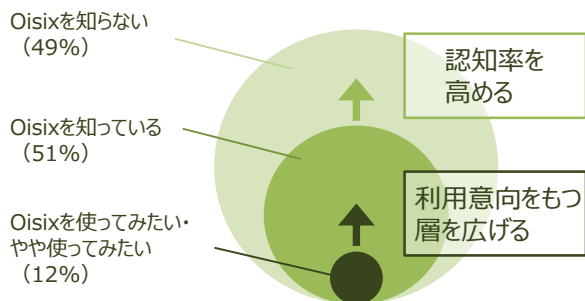 Oisixを知らない
（49%）
認知率を
高める
Oisixを知っている
（51%）
利用意向をもつ
層を広げる
Oisixを使ってみたい・
やや使ってみたい
（12%）